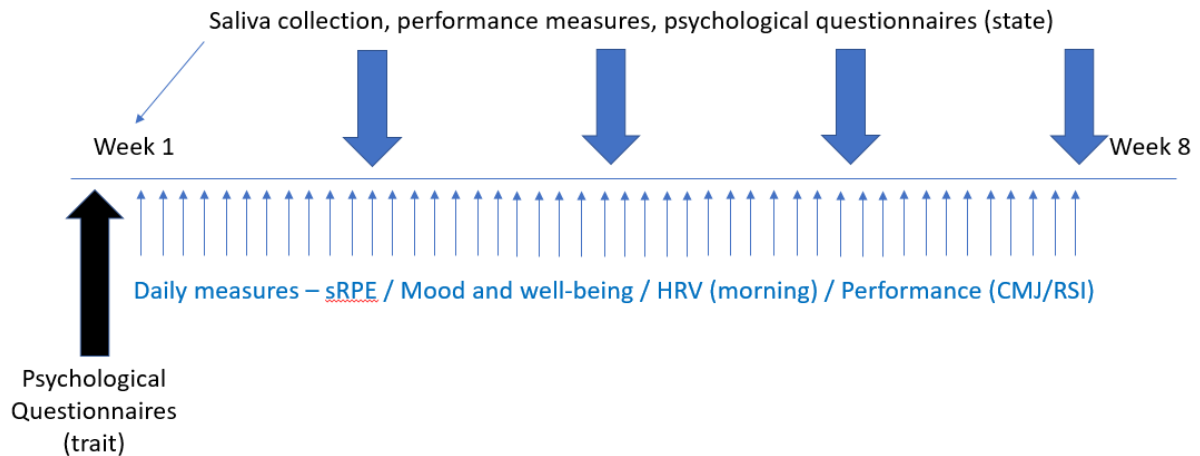 Saliva collection, performance measures, psychological questionnaires (state)
Week 1
Week 8
Daily measures – sRPE / Mood and well-being / HRV (morning) / Performance (CMJ/RSI)
Psychological
Questionnaires
(trait)